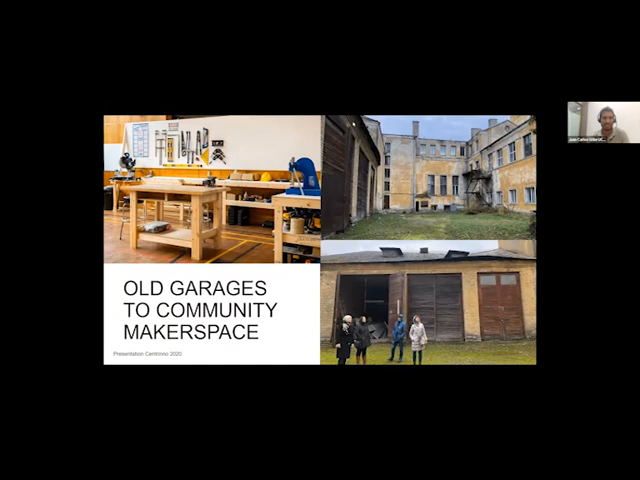 OLD GARAGES
TO COMMUNITY
MAKERSPACE
Presentation Centrinno 2020